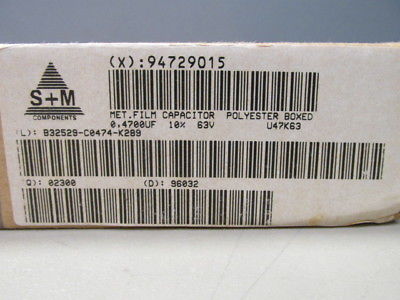 (X):94729015
S+M
COMPONENTS
MET.FILM CAPACITOR POLYESTER BOXED
0.4700UF 10% 63V U47K63
L): B32529-C0474-K289
Q): 02300 (D): 96032